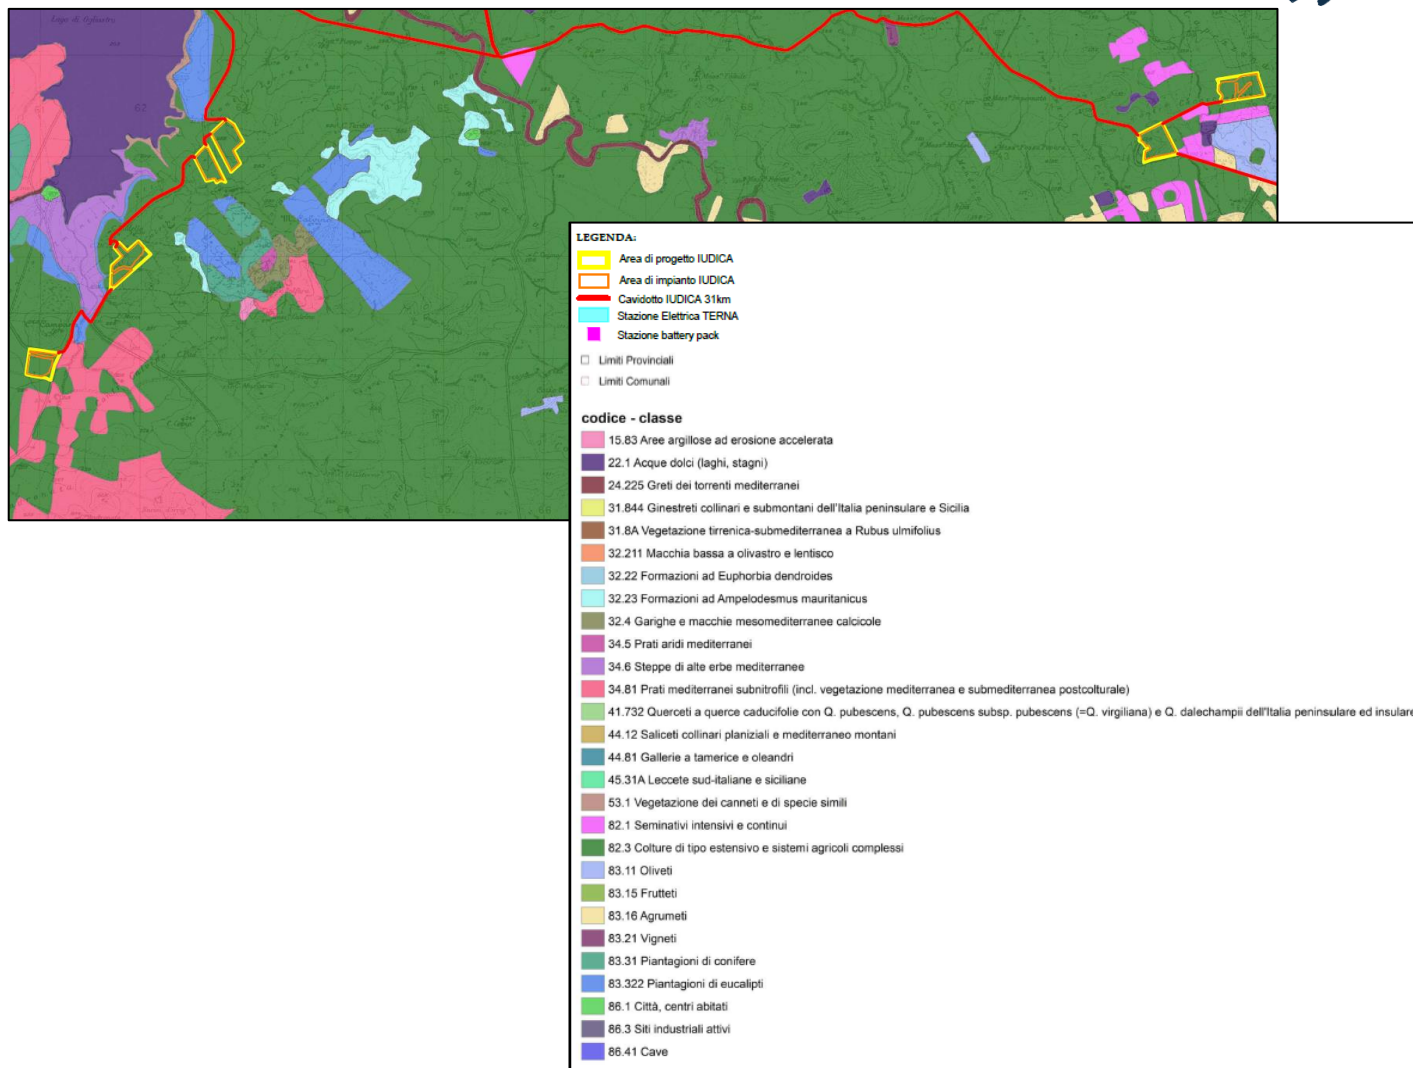 Lago di Ogliastro
62
63
64
65
66
LEGENDA:
Area di progetto IUDICA
Area di impianto IUDICA
Cavidotto IUDICA 31km
Stazione Elettrica TERNA
Stazione battery pack
Limiti Provinciali
Limiti Comunali
codice - classe
15.83 Aree argillose ad erosione accelerata
22.1 Acque dolci (laghi, stagni)
24.225 Greti dei torrenti mediterranei
31.844 Ginestreti collinari e submontani dell'Italia peninsulare e Sicilia
31.8A Vegetazione tirrenica-submediterranea a Rubus ulmifolius
32.211 Macchia bassa a olivastro e lentisco
32.22 Formazioni ad Euphorbia dendroides
32.23 Formazioni ad Ampelodesmus mauritanicus
32.4 Garighe e macchie mesomediterranee calcicole
34.5 Prati aridi mediterranei
34.6 Steppe di alte erbe mediterranee
34.81 Prati mediterranei subnitrofili (incl. vegetazione mediterranea e submediterranea postcolturale)
41.732 Querceti a querce caducifolie con Q. pubescens, Q. pubescens subsp. pubescens (=Q. virgiliana) e Q. dalechampii dell'Italia peninsulare ed insulare
44.12 Saliceti collinari planiziali e mediterraneo montani
44.81 Gallerie a tamerice e oleandri
45.31A Leccete sud-italiane e siciliane
53.1 Vegetazione dei canneti e di specie simili
82.1 Seminativi intensivi e continui
82.3 Colture di tipo estensivo e sistemi agricoli complessi
83.11 Oliveti
83.15 Frutteti
83.16 Agrumeti
83.21 Vigneti
83.31 Piantagioni di conifere
83.322 Piantagioni di eucalipti
86.1 Città, centri abitati
86.3 Siti industriali attivi
86.41 Cave